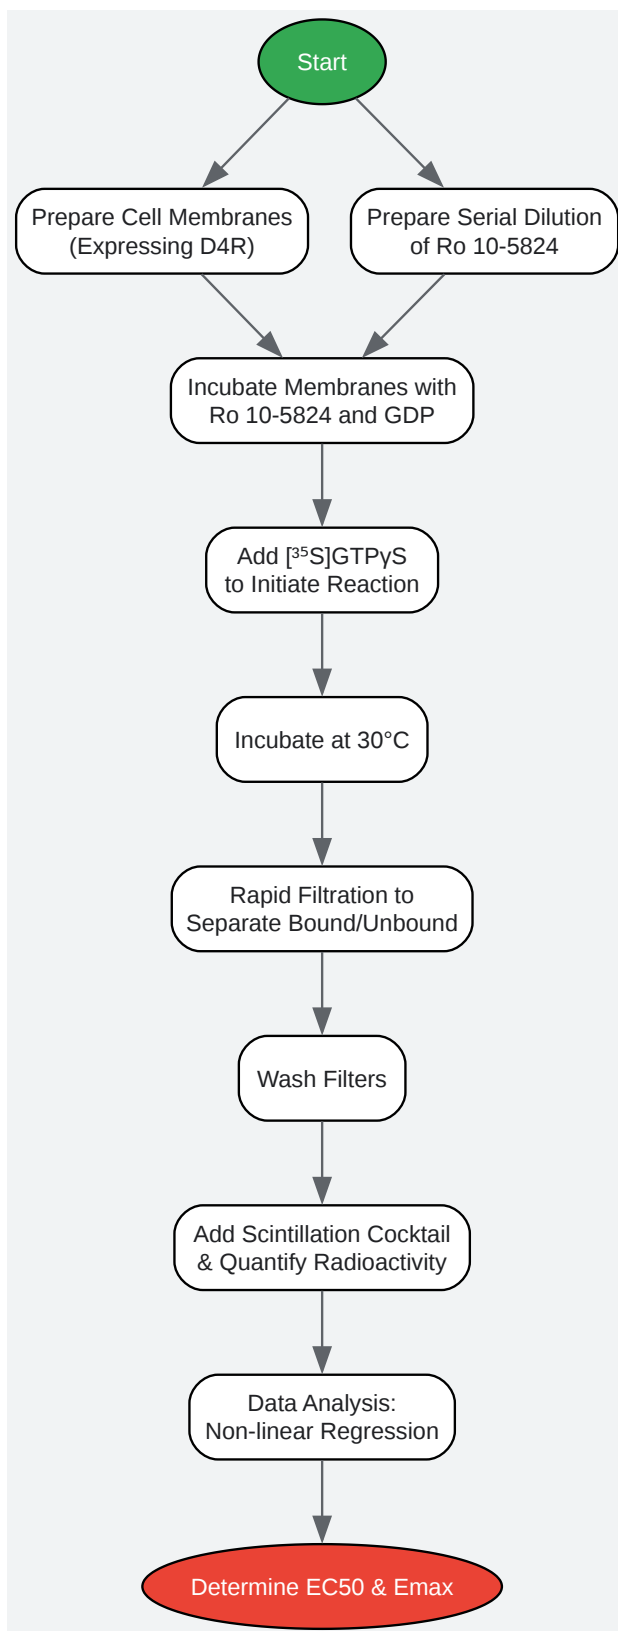 Start
Prepare Cell Membranes
(Expressing D4R)
Prepare Serial Dilution
of Ro 10-5824
Incubate Membranes with
Ro 10-5824 and GDP
Add [³⁵S]GTPγS
to Initiate Reaction
Incubate at 30°C
Rapid Filtration to
Separate Bound/Unbound
Wash Filters
Add Scintillation Cocktail
& Quantify Radioactivity
Data Analysis:
Non-linear Regression
Determine EC50 & Emax